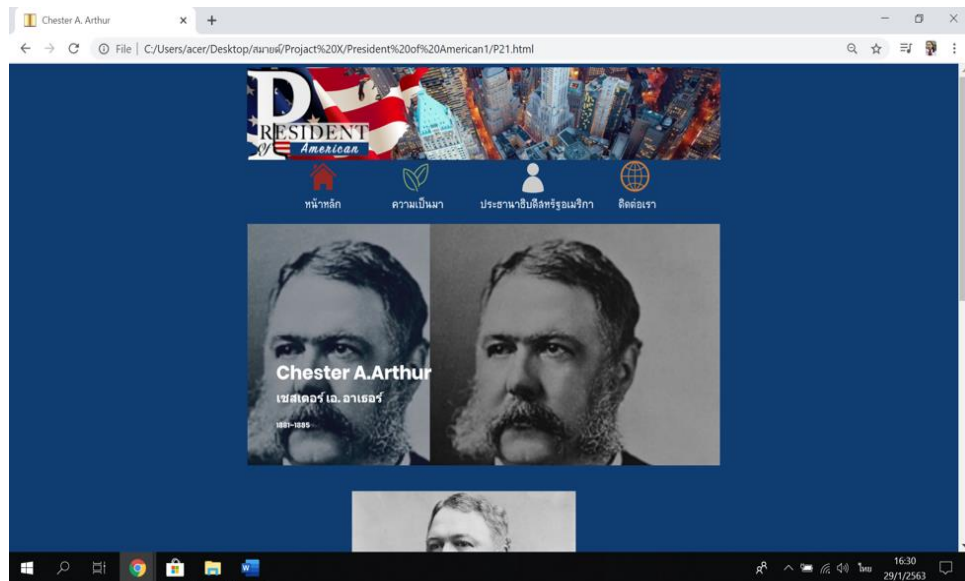 Chester A. Arthur
File | C:/Users/acer/Desktop/สมายด์/Projact%20X/President%20of%20American1/P21.html
PRESIDENT
of American
หน้าหลัก ความเป็นมา ประธานาธิบดีสหรัฐอเมริกา ติดต่อเรา
Chester A.Arthur
เชสเตอร์ เอ. อาเธอร์
1881-1885
W
ไทย
16:30
29/1/2563